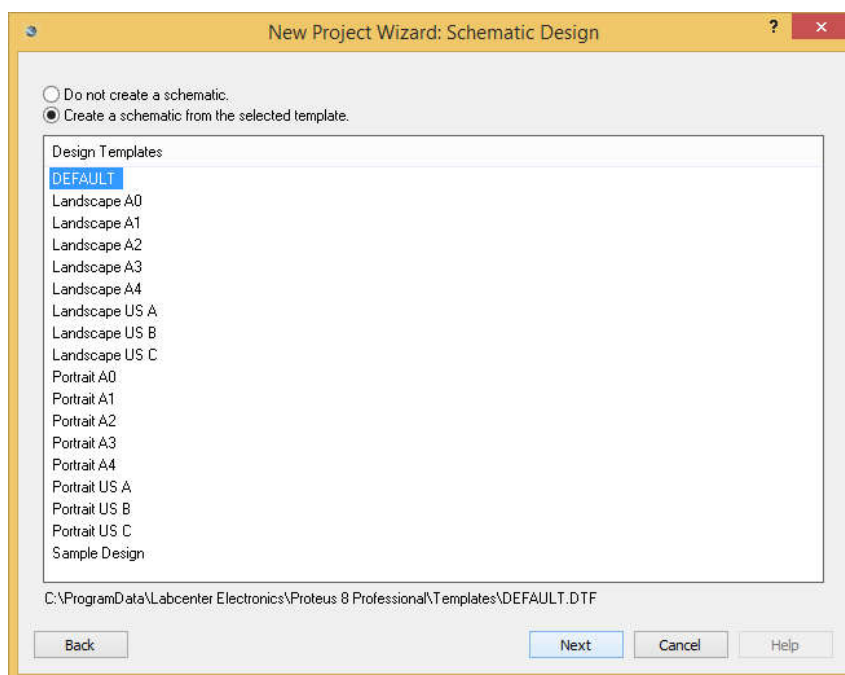 New Project Wizard: Schematic Design
?
Do not create a schematic.
Create a schematic from the selected template.
Design Templates
DEFAULT
Landscape A0
Landscape A1
Landscape A2
Landscape A3
Landscape A4
Landscape US A
Landscape US B
Landscape US C
Portrait A0
Portrait A1
Portrait A2
Portrait A3
Portrait A4
Portrait US A
Portrait US B
Portrait US C
Sample Design
C:\ProgramData\Labcenter Electronics\Proteus 8 Professional\Templates\DEFAULT.DTF
Back Next Cancel Help